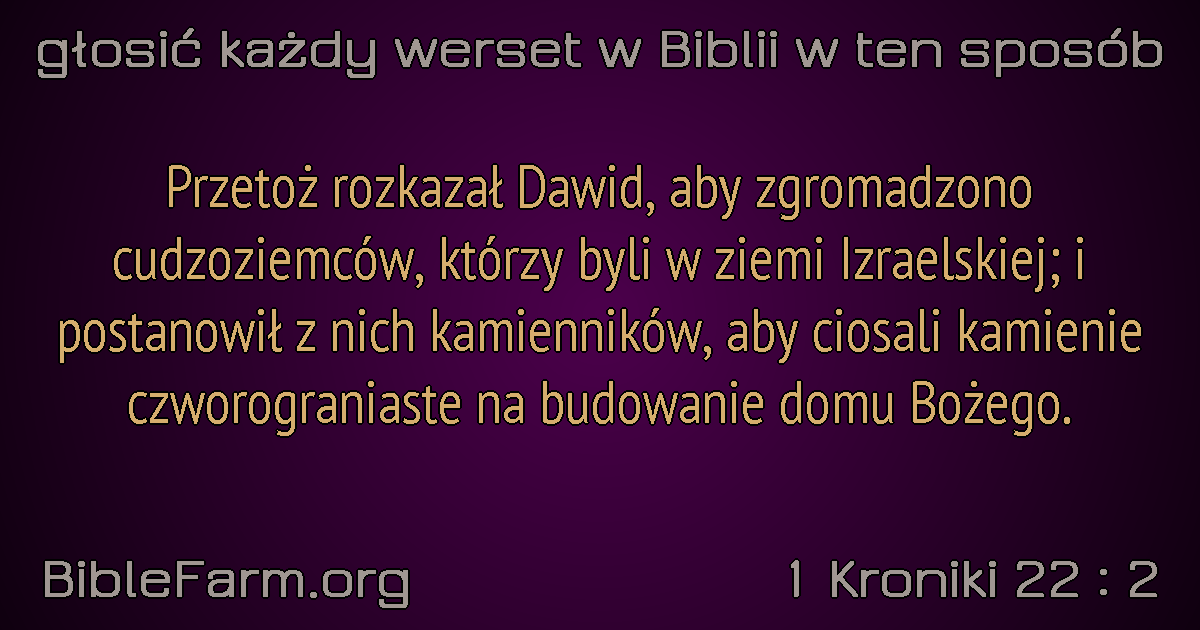 głosić każdy werset w Biblii w ten sposób
Przetoż rozkazał Dawid, aby zgromadzono
cudzoziemców, którzy byli w ziemi Izraelskiej; i
postanowił z nich kamienników, aby ciosali kamienie
czworograniaste na budowanie domu Bożego.
BibleFarm.org
1 Kroniki 22 : 2